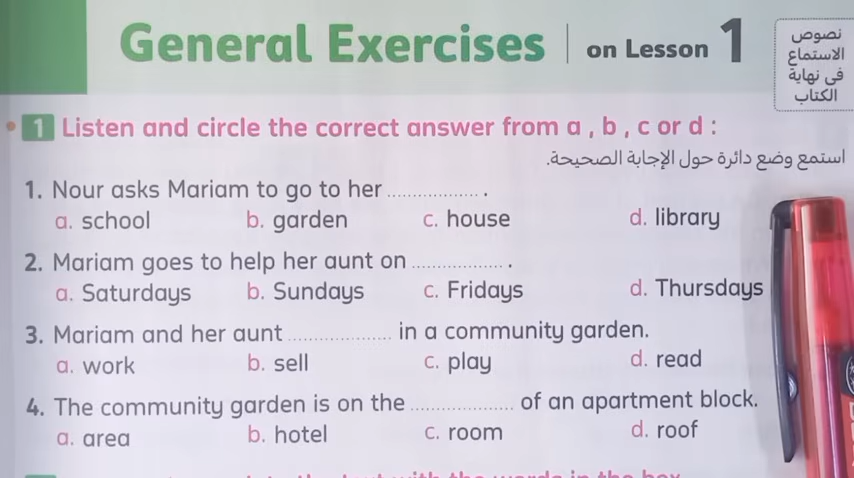 General Exercises on Lesson 1
نصوص
الاستماع
فى نهاية
الكتاب
1 Listen and circle the correct answer from a , b , c or d :
استمع وضع دائرة حول الإجابة الصحيحة.
1. Nour asks Mariam to go to her .................. .
a. school b. garden c. house d. library
2. Mariam goes to help her aunt on .................. .
a. Saturdays b. Sundays c. Fridays d. Thursdays
3. Mariam and her aunt .................... in a community garden.
a. work b. sell c. play d. read
4. The community garden is on the .................... of an apartment block.
a. area b. hotel c. room d. roof